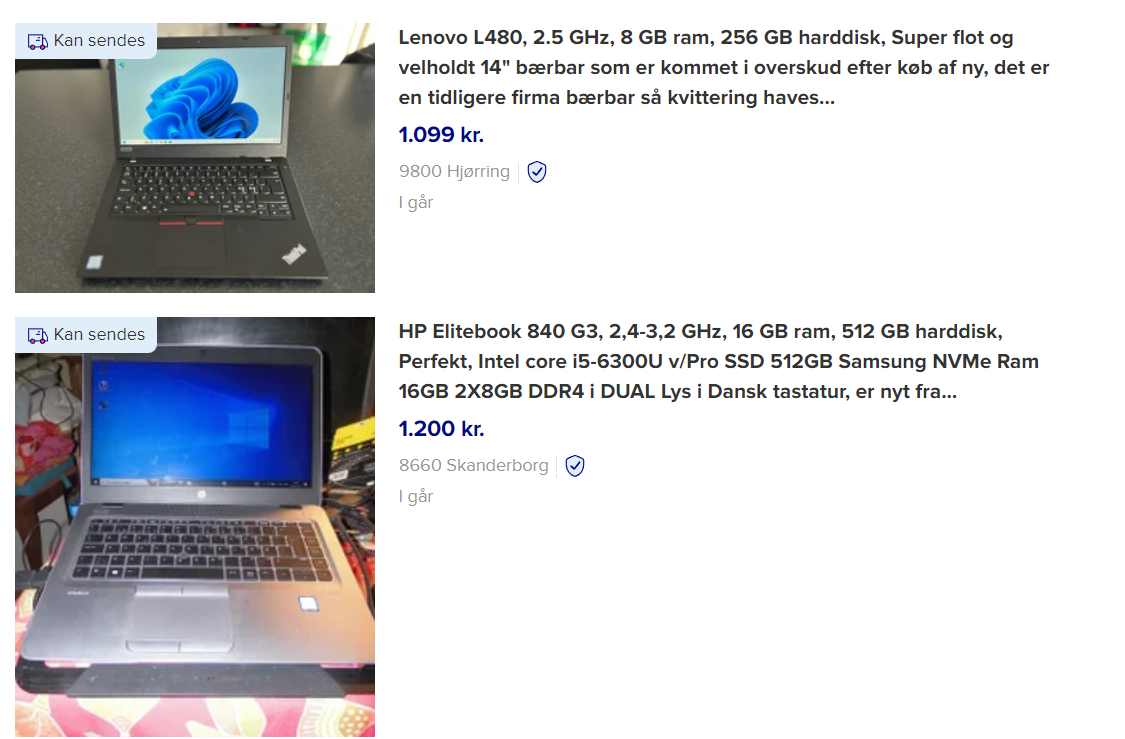 Kan sendes
Lenovo L480, 2.5 GHz, 8 GB ram, 256 GB harddisk, Super flot og
velholdt 14" bærbar som er kommet i overskud efter køb af ny, det er
en tidligere firma bærbar så kvittering haves...
1.099 kr.
9800 Hjørring
I går
Kan sendes
HP Elitebook 840 G3, 2,4-3,2 GHz, 16 GB ram, 512 GB harddisk,
Perfekt, Intel core i5-6300U v/Pro SSD 512GB Samsung NVMe Ram
16GB 2X8GB DDR4 i DUAL Lys i Dansk tastatur, er nyt fra...
1.200 kr.
8660 Skanderborg
I går